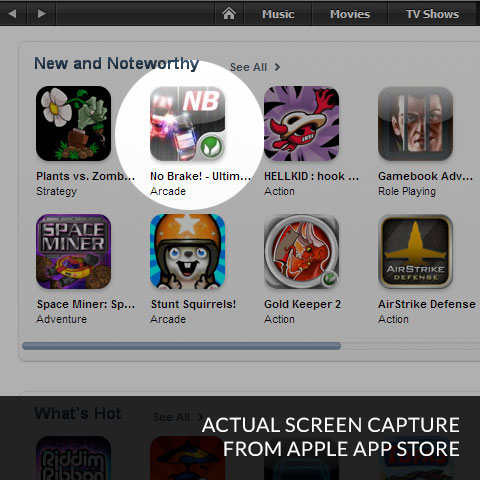 Music Movies TV Shows
New and Noteworthy See All
NB
Plants vs. Zomb... No Brake! - Ultim... HELLKID : hook ... Gamebook Adv...
Strategy Arcade Action Role Playing
SPACE
MINER
AIRSTRIKE
DEFENSE
Space Miner: Sp... Stunt Squirrels! Gold Keeper 2 AirStrike Defense
Adventure Arcade Action Action
What's Hot See All
ACTUAL SCREEN CAPTURE
FROM APPLE APP STORE
Riddim
Ribbon